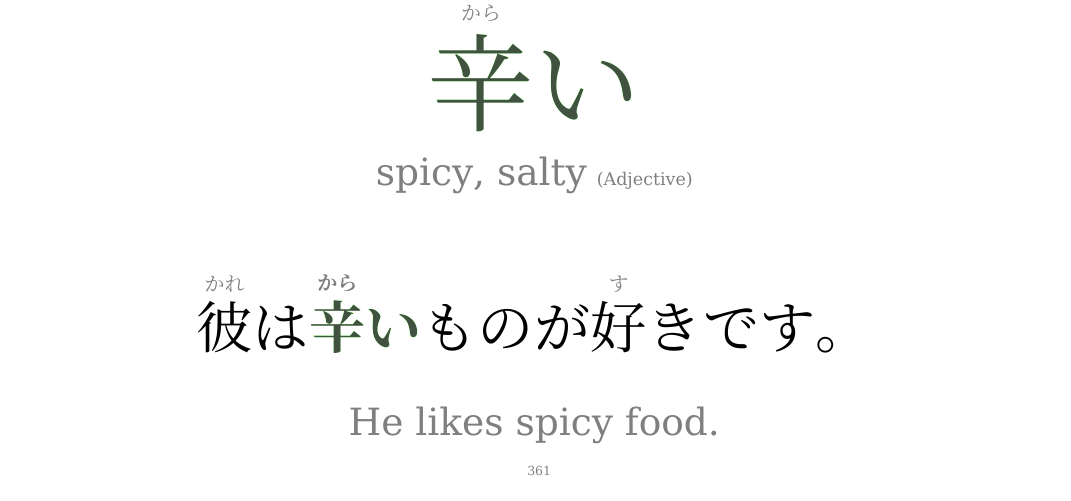 から
辛い
spicy, salty (Adjective)
かれ から す
彼は辛いものが好きです。
He likes spicy food.
361